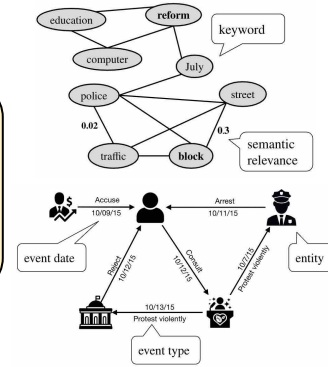 education
reform
keyword
computer
July
police
street
0.02
0.3
semantic
relevance
traffic
block
Accuse
10/09/15
Arrest
10/11/15
event date
Reject
10/12/15
Consult
10/12/15
10/7/15
Protest violently
entity
10/13/15
Protest violently
event type